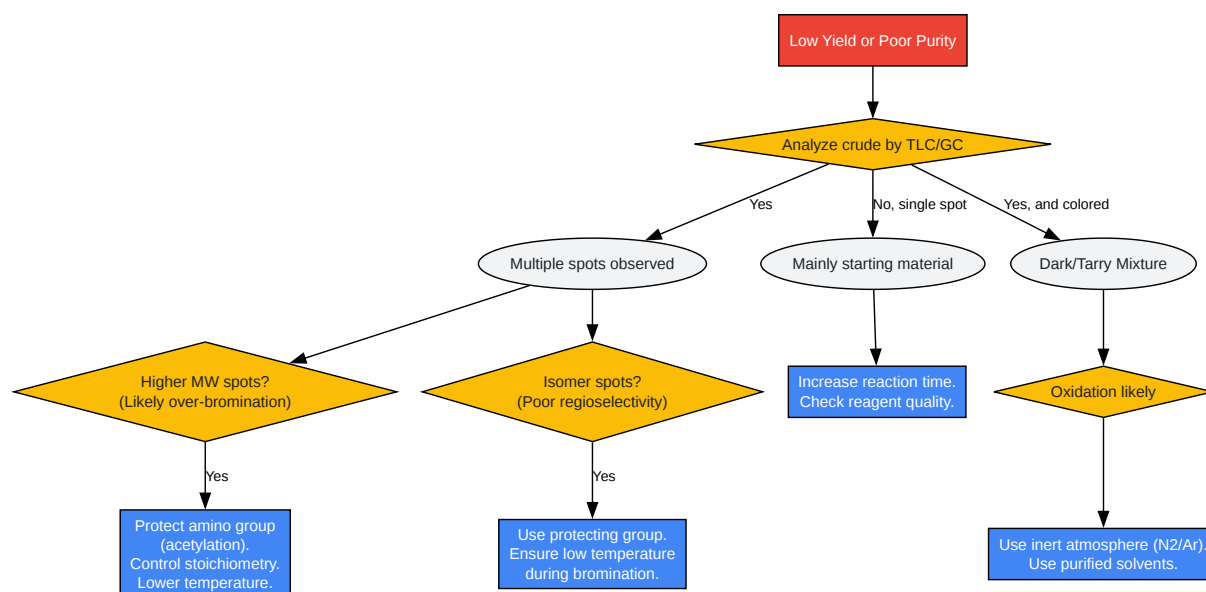 Low Yield or Poor Purity
Analyze crude by TLC/GC
Yes
No, single spot
Yes, and colored
Multiple spots observed
Mainly starting material
Dark/Tarry Mixture
Higher MW spots?
(Likely over-bromination)
Isomer spots?
(Poor regioselectivity)
Increase reaction time.
Check reagent quality.
Oxidation likely
Yes
Yes
Protect amino group
(acetylation).
Control stoichiometry.
Lower temperature.
Use protecting group.
Ensure low temperature
during bromination.
Use inert atmosphere (N2/Ar).
Use purified solvents.